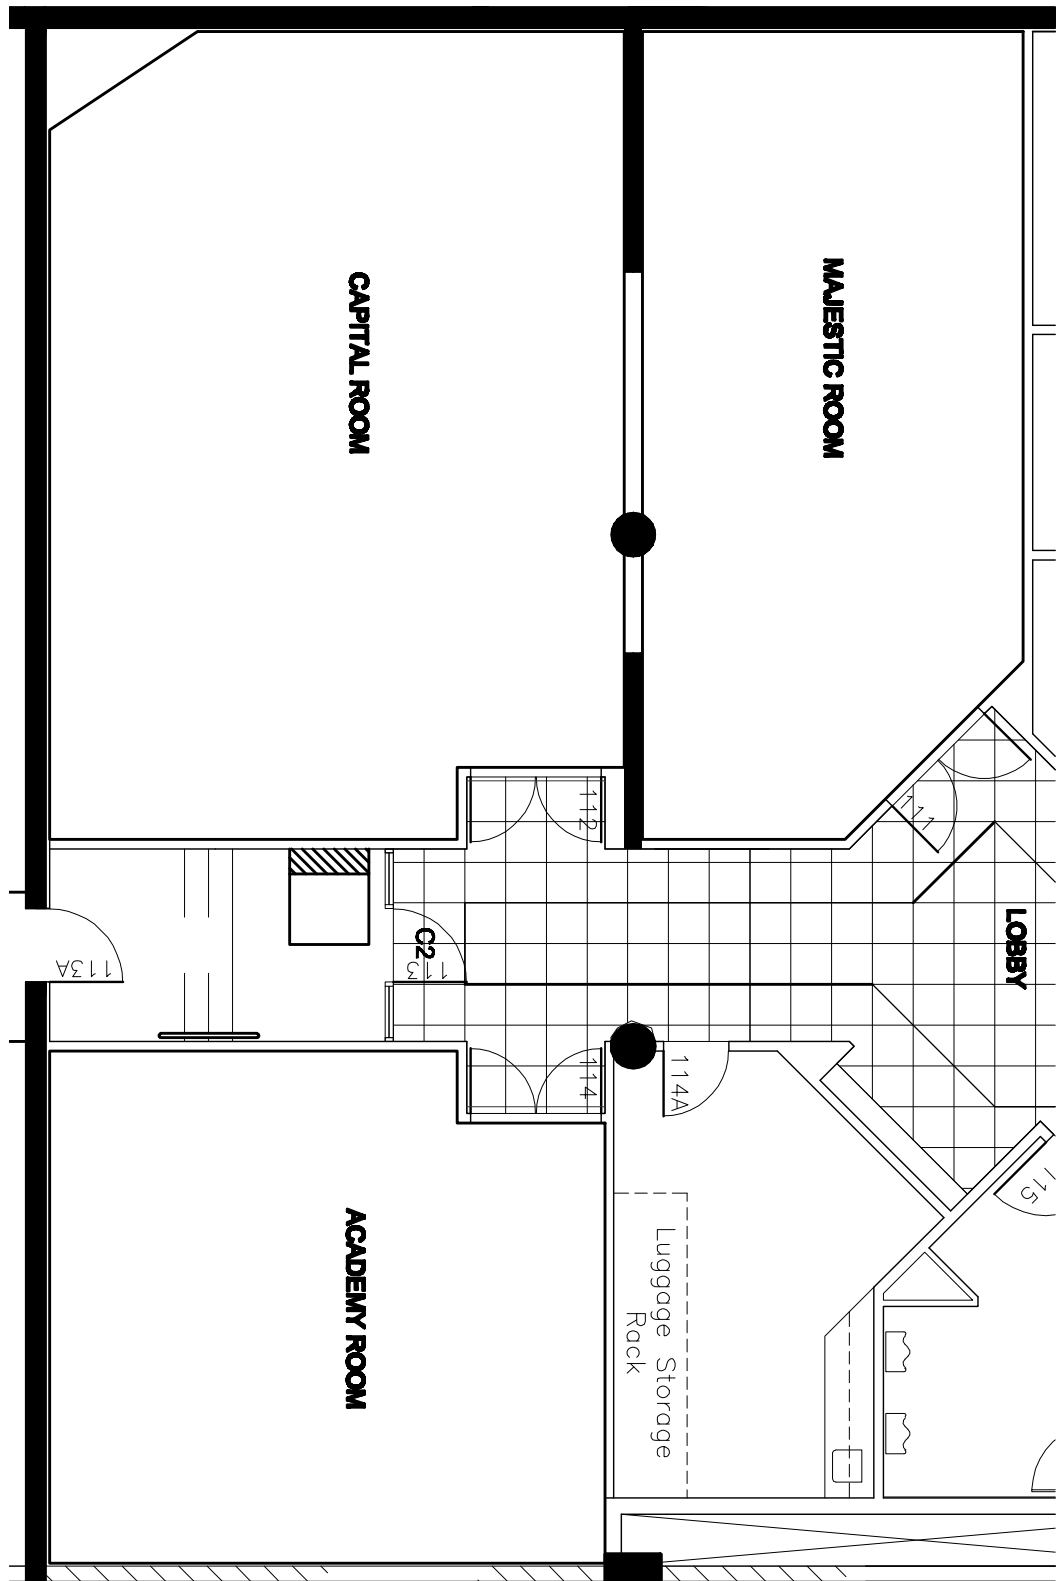 CAPITAL ROOM
MAJESTIC ROOM
112
111
LOBBY
C2
113
113A
114
114A
115
ACADEMY ROOM
Luggage Storage
Rack